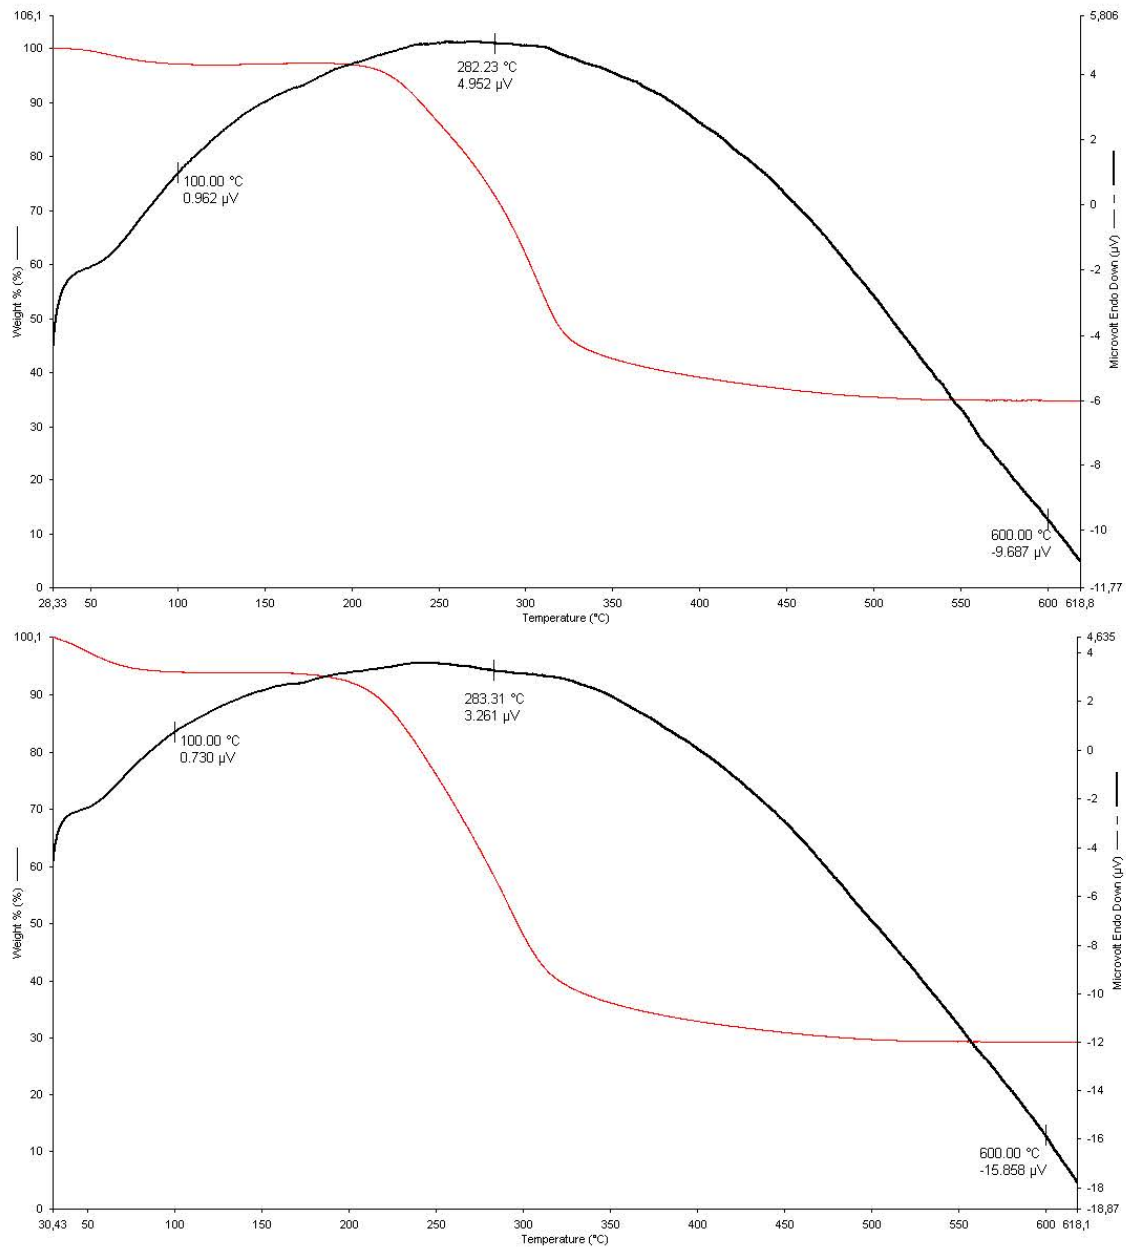 106,1
5,806
100
4
90
2
80
0
70
-2
60
50
-4
40
-6
30
-8
20
-10
10
0
-11,77
282.23 °C
4.952 µV
100.00 °C
0.962 µV
600.00 °C
-9.687 µV
Weight % (%)
Microvolt Endo Down (µV)
28,33 50 100 150 200 250 300 350 400 450 500 550 600 618,8
Temperature (°C)
100,1
4,635
4
90
2
80
0
70
-2
-4
60
-6
50
-8
40
-10
30
-12
20
-14
-16
10
-18
0
-18,87
283.31 °C
3.261 µV
100.00 °C
0.730 µV
600.00 °C
-15.858 µV
Weight % (%)
Microvolt Endo Down (µV)
30,43 50 100 150 200 250 300 350 400 450 500 550 600 618,1
Temperature (°C)